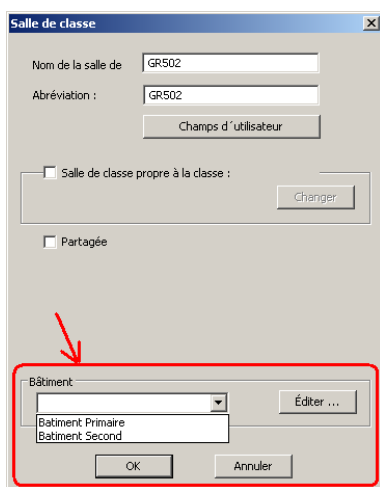 Salle de classe
Nom de la salle de GR502
Abréviation : GR502
Champs d´utilisateur
Salle de classe propre à la classe :
Changer
Partagée
Bâtiment
Éditer ...
Batiment Primaire
Batiment Second
OK Annuler